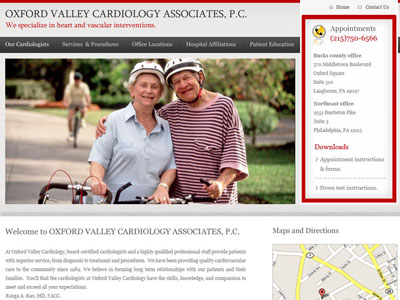 Home Contact Us
OXFORD VALLEY CARDIOLOGY ASSOCIATES, P.C.
We specialize in heart and vascular interventions.
Our Cardiologists Services & Procedures Office Locations Hospital Affiliations Patient Education
Appointments
(215)750-6566
Bucks county office
370 Middletown Boulevard
Oxford Square
Suite 510
Langhorne, PA 19047
Northeast office
9551 Bustleton Pike
Suite 3
Philadelphia, PA 19115
Downloads
Appointment instructions
& forms.
Stress test instructions.
Welcome to OXFORD VALLEY CARDIOLOGY ASSOCIATES, P.C.
At Oxford Valley Cardiology, board-certified cardiologists and a highly qualified professional staff provide patients
with superior service, from diagnosis to treatment and procedures. We have been providing quality cardiovascular
care to the community since 1984. We believe in forming long term relationships with our patients and their
families. You'll find the cardiologists at Oxford Valley Cardiology have the skills, knowledge, and compassion to
meet and exceed all your expectations.
Ranga A. Rao, MD. FACC.
Maps and Directions